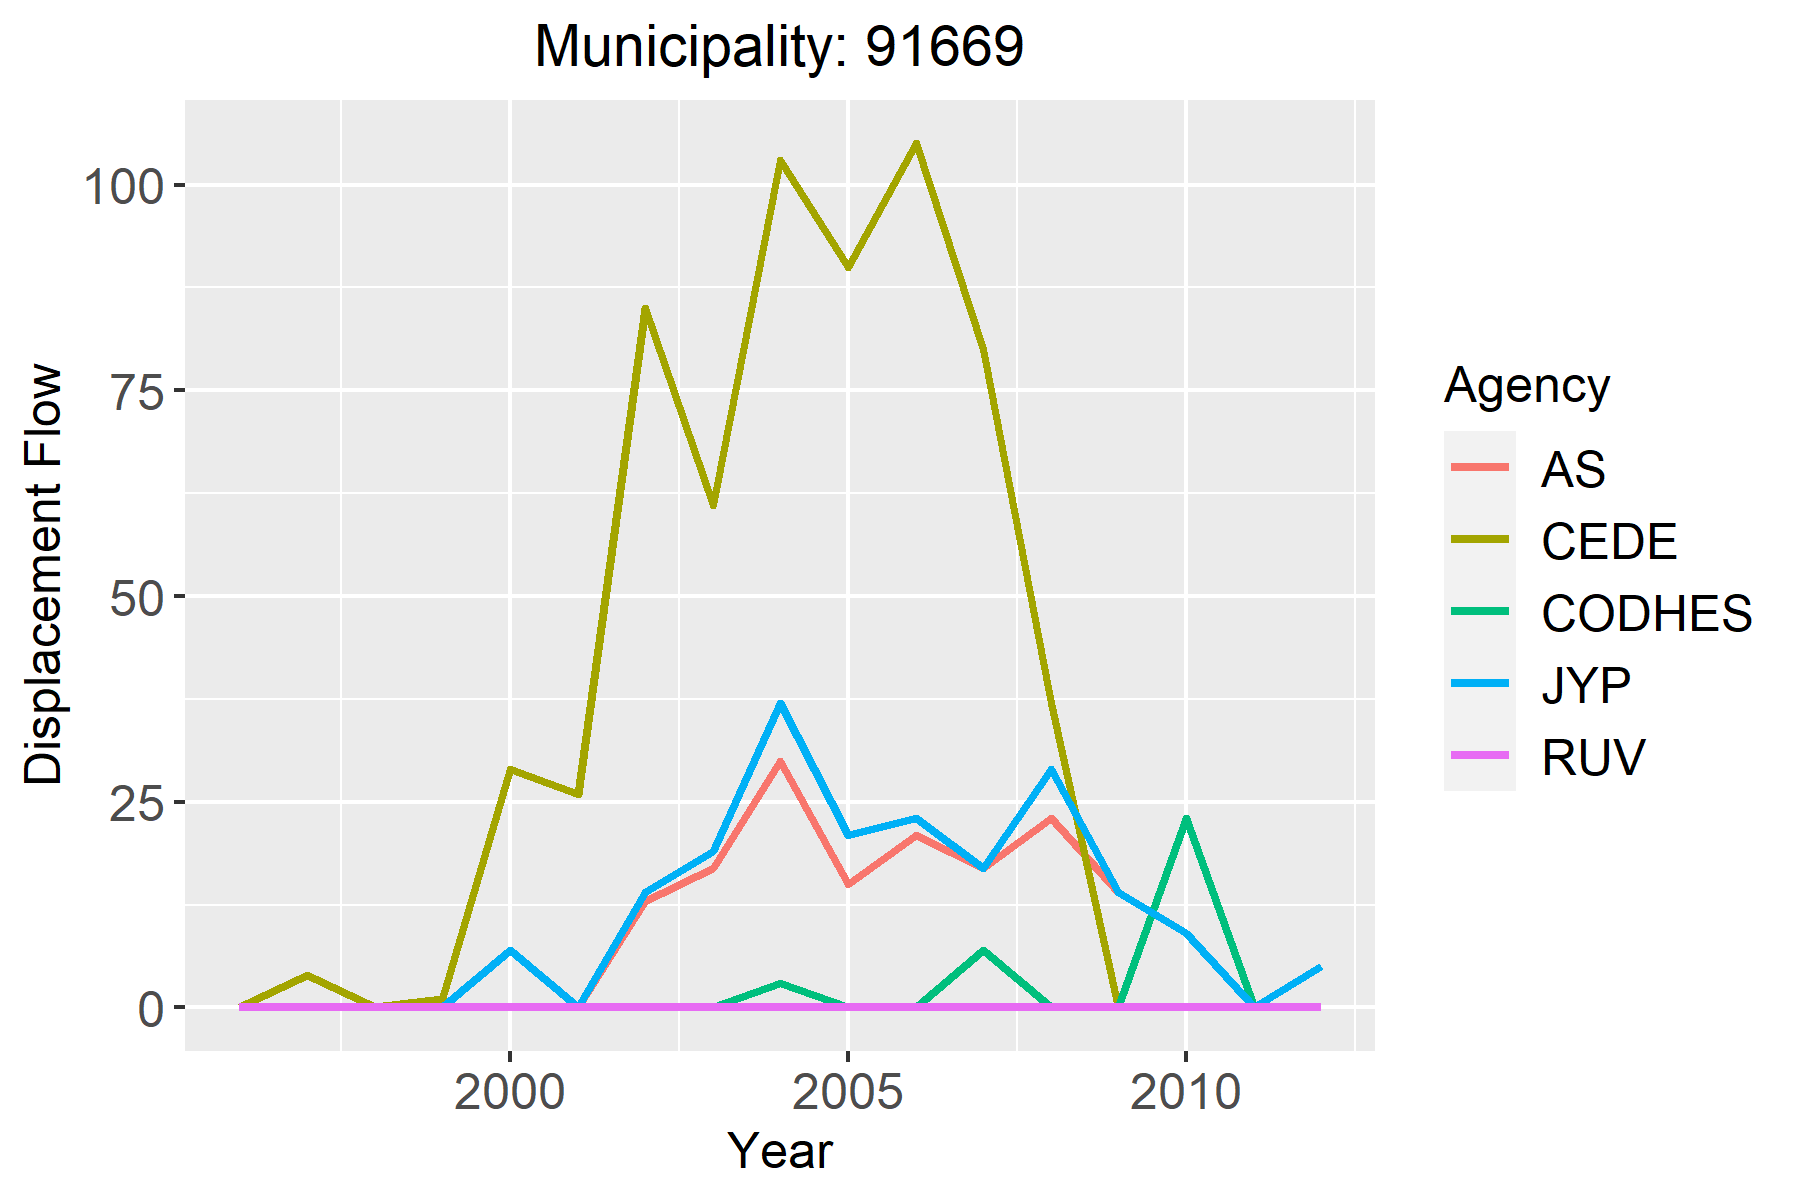 Municipality: 91669
100
75
50
25
0
Displacement Flow
2000 2005 2010
Year
Agency
AS
CEDE
CODHES
JYP
RUV